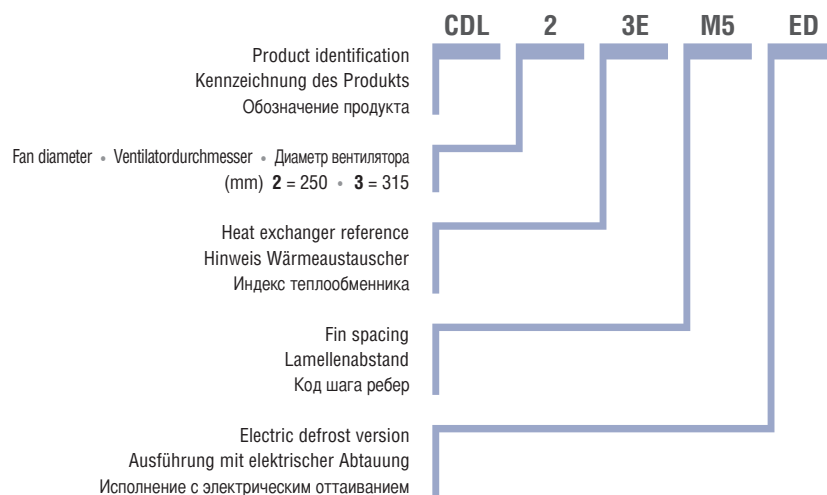 CDL 2 3E M5 ED
Product identification
Kennzeichnung des Produkts
Обозначение продукта
Fan diameter • Ventilatordurchmesser • Диаметр вентилятора
(mm) 2 = 250 • 3 = 315
Heat exchanger reference
Hinweis Wärmeaustauscher
Индекс теплообменника
Fin spacing
Lamellenabstand
Код шага ребер
Electric defrost version
Ausführung mit elektrischer Abtauung
Исполнение с электрическим оттаиванием